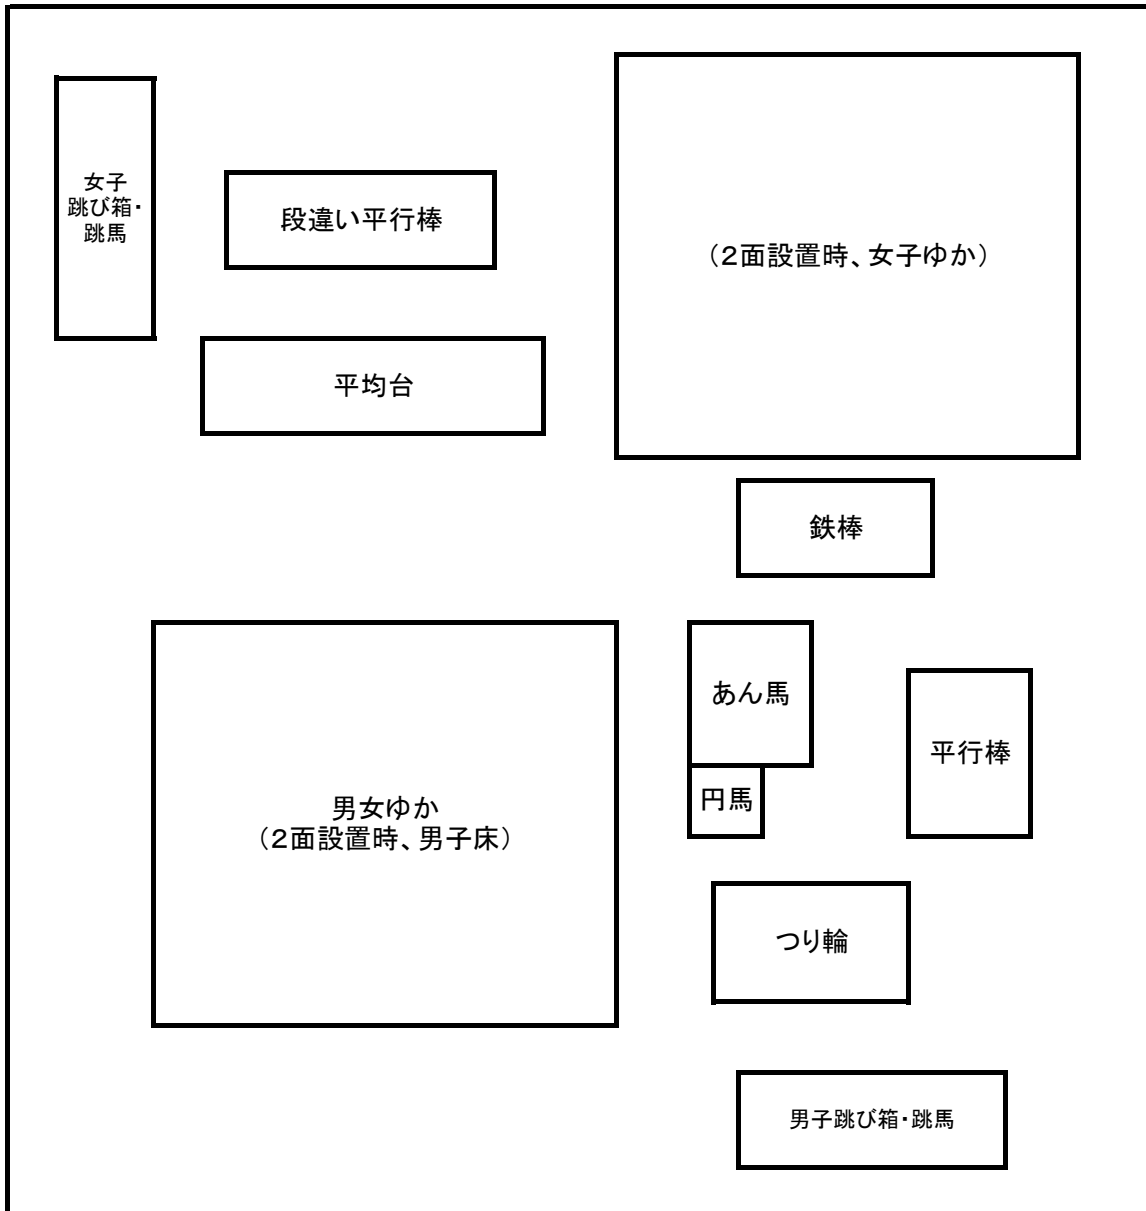 女子
跳び箱・
跳馬
段違い平行棒
（２面設置時、女子ゆか）
平均台
鉄棒
あん馬
平行棒
円馬
男女ゆか
（２面設置時、男子床）
つり輪
男子跳び箱・跳馬